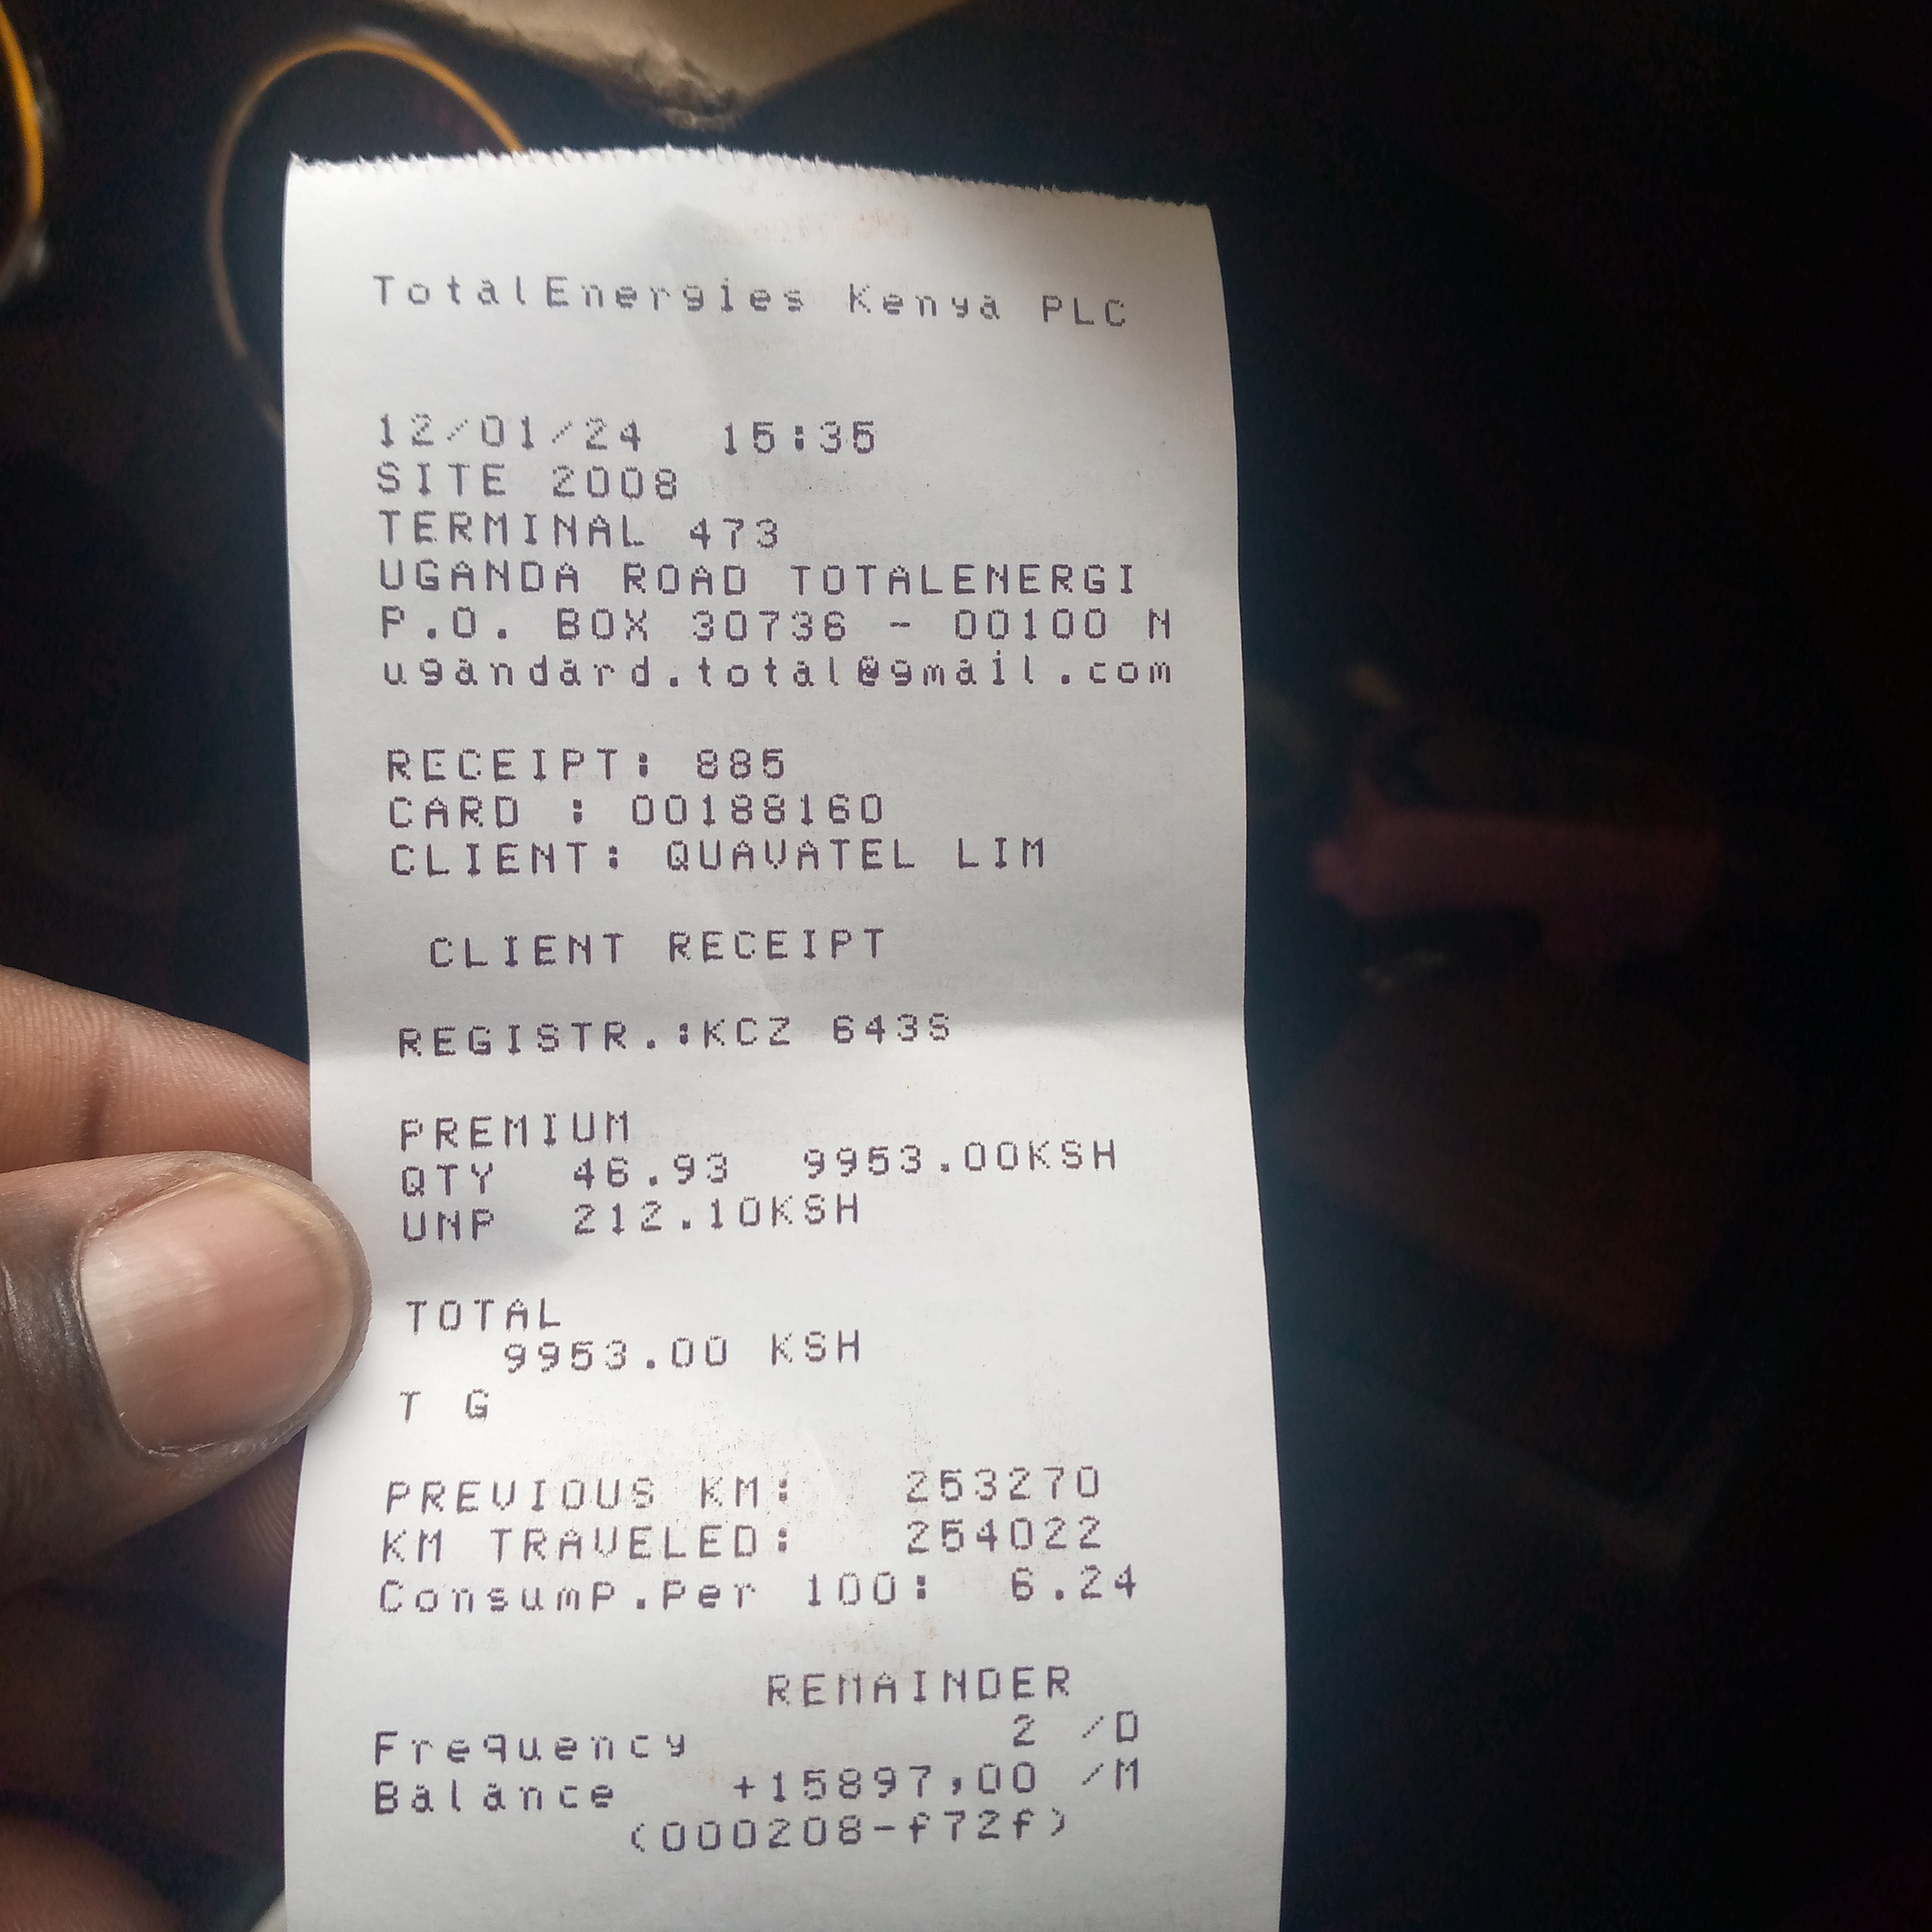 TotalEnergies Kenya PLC
12/01/24 15:35
SITE 2008
TERMINAL 473
UGANDA ROAD TOTALENERGI
P.O. BOX 30736 - 00100 N
ugandard.total@gmail.com
RECEIPT: 885
CARD : 00188160
CLIENT: QUAVATEL LIM
CLIENT RECEIPT
REGISTR.:KCZ 643S
PREMIUM
QTY 46.93 9953.00KSH
UNP 212.10KSH
TOTAL
9953.00 KSH
T G
PREVIOUS KM: 253270
KM TRAVELED: 254022
Consump.Per 100: 6.24
REMAINDER
Frequency 2 /D
Balance +15897,00 /M
(000208-f72f)